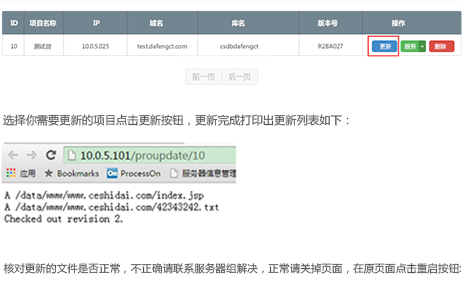 ID 项目名称 IP 域名 库名 版本号 操作
10 测试贷 10.0.5.025 test.dafengct.com csdbdafengct R2BA027 更新 服务 删除
前一页 后一页
选择你需要更新的项目点击更新按钮，更新完成打印出更新列表如下：
10.0.5.101/proupdate/10
应用 Bookmarks On ProcessOn 服务器信息管理
A /data/www/www.ceshidai.com/index.jsp
A /data/www/www.ceshidai.com/42343242.txt
Checked out revision 2.
核对更新的文件是否正常，不正确请联系服务器组解决，正常请关掉页面，在原页面点击重启按钮